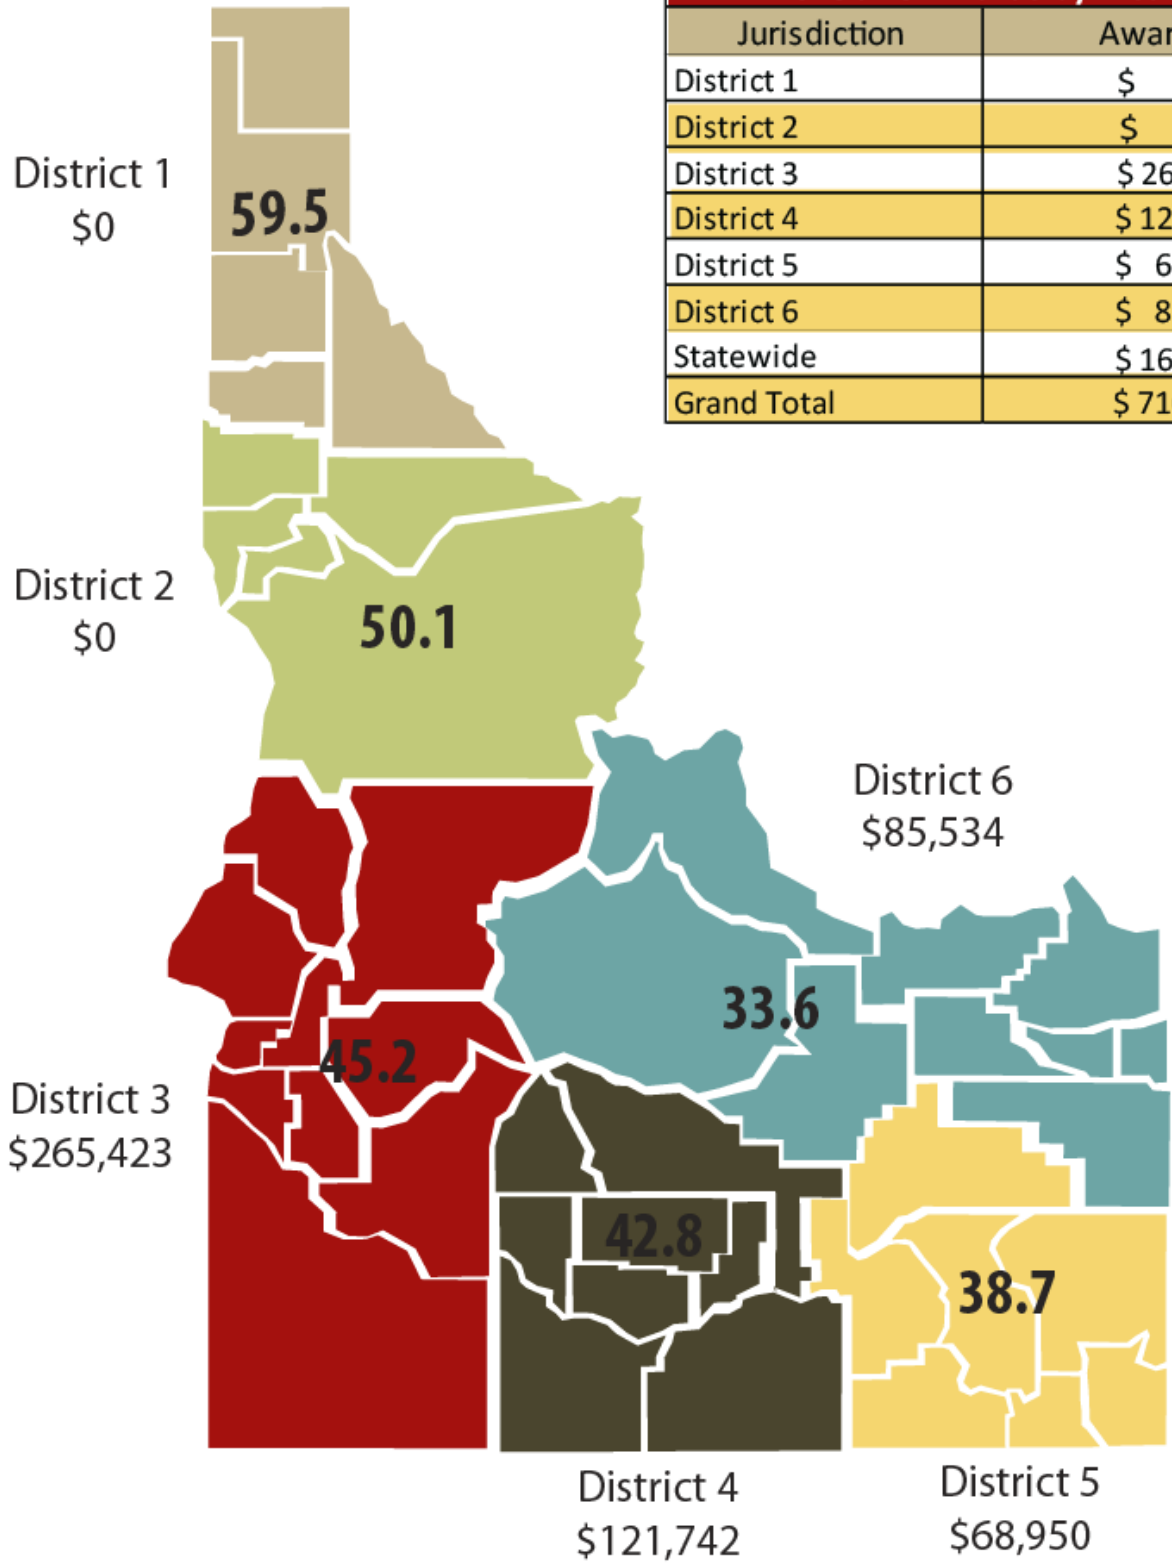 Jurisdiction Awar
District 1 $
District 2 $
District 3 $ 26
District 4 $ 12
District 5 $ 6
District 6 $ 8
Statewide $ 16
Grand Total $ 71
District 1
$0
59.5
District 2
$0
50.1
District 6
$85,534
33.6
45.2
District 3
$265,423
42.8
38.7
District 4
$121,742
District 5
$68,950